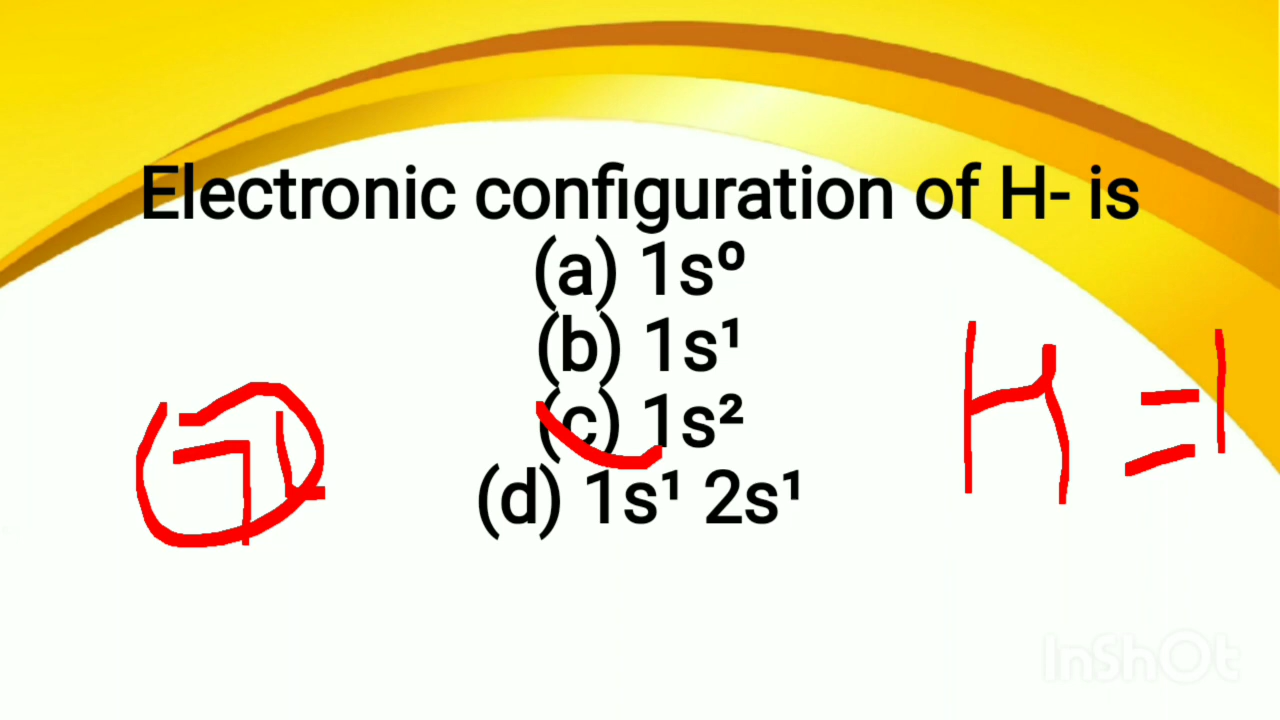 Electronic configuration of H- is
(a) 1s⁰
(b) 1s¹
(c) 1s²
H = 1
(d) 1s¹ 2s¹
InShOt